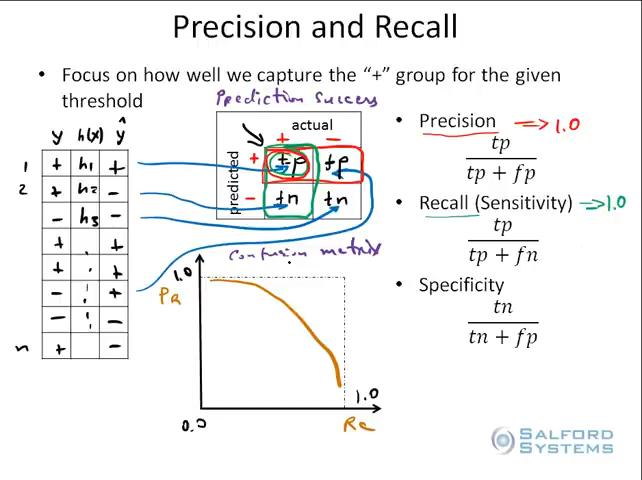 Precision and Recall
• Focus on how well we capture the “+” group for the given
threshold
Prediction success
actual
+ −
predicted
+ tp tp
− tn tn
Confusion matrix
y h(x) ŷ
1 + h1 +
2 + h2 −
− h3 −
+ . +
+ . +
− ! +
− ! −
n + −
1.0
Pr
0.0
1.0
Re
• Precision => 1.0
tp
tp + fp
• Recall (Sensitivity) => 1.0
tp
tp + fn
• Specificity
tn
tn + fp
SALFORD
SYSTEMS